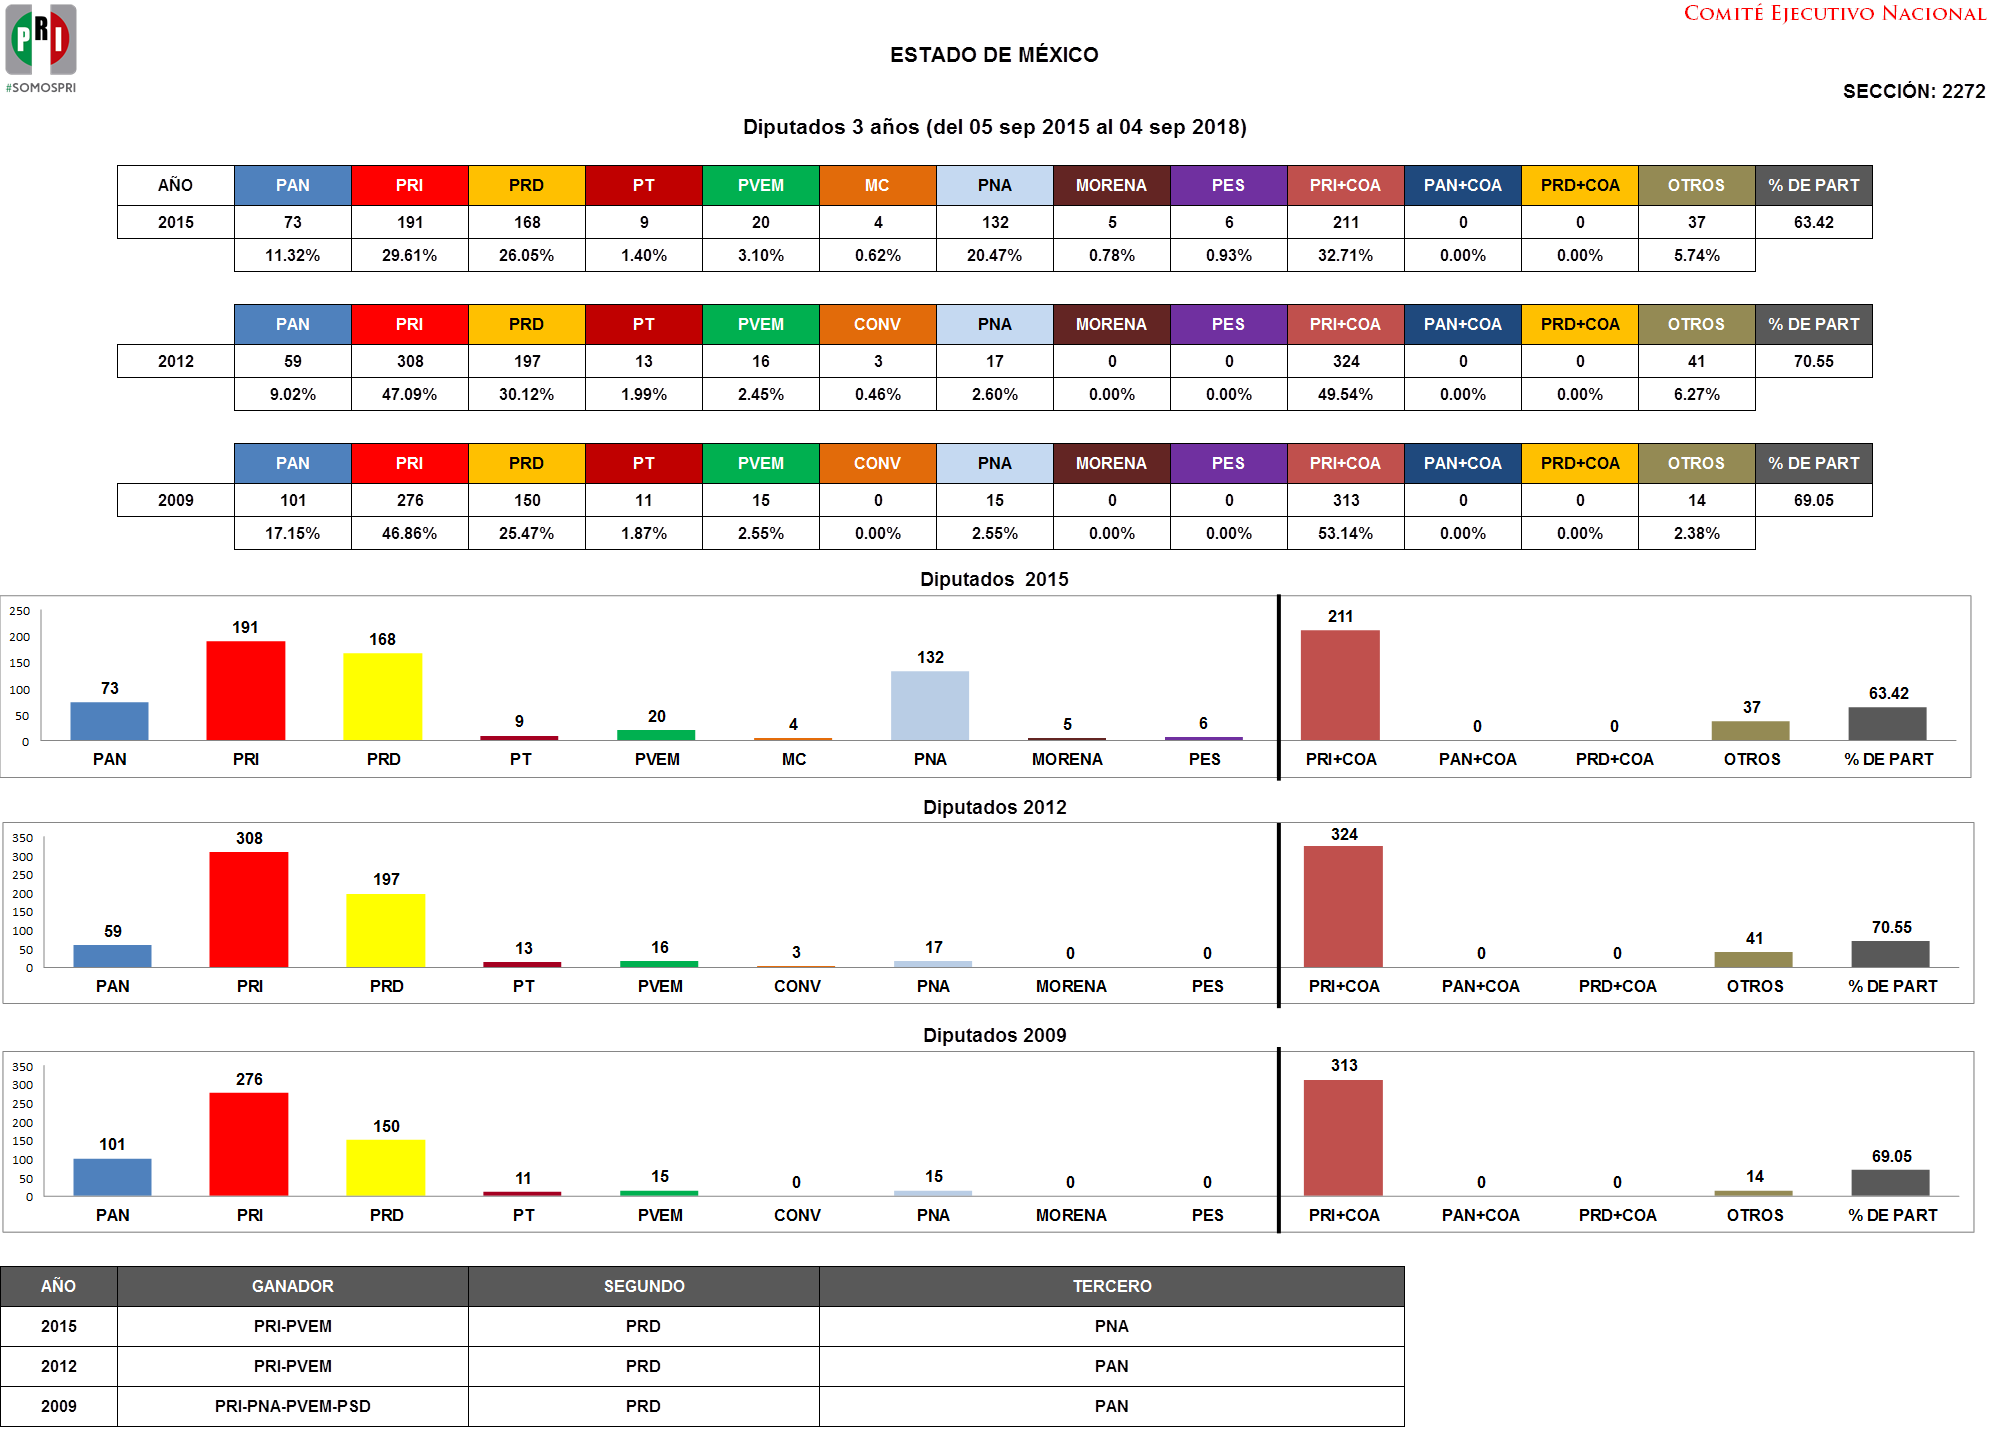 PRI
#SOMOSPRI
COMITÉ EJECUTIVO NACIONAL
ESTADO DE MÉXICO
SECCIÓN: 2272
Diputados 3 años (del 05 sep 2015 al 04 sep 2018)
AÑO PAN PRI PRD PT PVEM MC PNA MORENA PES PRI+COA PAN+COA PRD+COA OTROS % DE PART
2015 73 191 168 9 20 4 132 5 6 211 0 0 37 63.42
11.32% 29.61% 26.05% 1.40% 3.10% 0.62% 20.47% 0.78% 0.93% 32.71% 0.00% 0.00% 5.74%
PAN PRI PRD PT PVEM CONV PNA MORENA PES PRI+COA PAN+COA PRD+COA OTROS % DE PART
2012 59 308 197 13 16 3 17 0 0 324 0 0 41 70.55
9.02% 47.09% 30.12% 1.99% 2.45% 0.46% 2.60% 0.00% 0.00% 49.54% 0.00% 0.00% 6.27%
PAN PRI PRD PT PVEM CONV PNA MORENA PES PRI+COA PAN+COA PRD+COA OTROS % DE PART
2009 101 276 150 11 15 0 15 0 0 313 0 0 14 69.05
17.15% 46.86% 25.47% 1.87% 2.55% 0.00% 2.55% 0.00% 0.00% 53.14% 0.00% 0.00% 2.38%
Diputados 2015
250
200
150
100
50
0
73 191 168 9 20 4 132 5 6 211 0 0 37 63.42
PAN PRI PRD PT PVEM MC PNA MORENA PES PRI+COA PAN+COA PRD+COA OTROS % DE PART
Diputados 2012
350
300
250
200
150
100
50
0
59 308 197 13 16 3 17 0 0 324 0 0 41 70.55
PAN PRI PRD PT PVEM CONV PNA MORENA PES PRI+COA PAN+COA PRD+COA OTROS % DE PART
Diputados 2009
350
300
250
200
150
100
50
0
101 276 150 11 15 0 15 0 0 313 0 0 14 69.05
PAN PRI PRD PT PVEM CONV PNA MORENA PES PRI+COA PAN+COA PRD+COA OTROS % DE PART
AÑO GANADOR SEGUNDO TERCERO
2015 PRI-PVEM PRD PNA
2012 PRI-PVEM PRD PAN
2009 PRI-PNA-PVEM-PSD PRD PAN